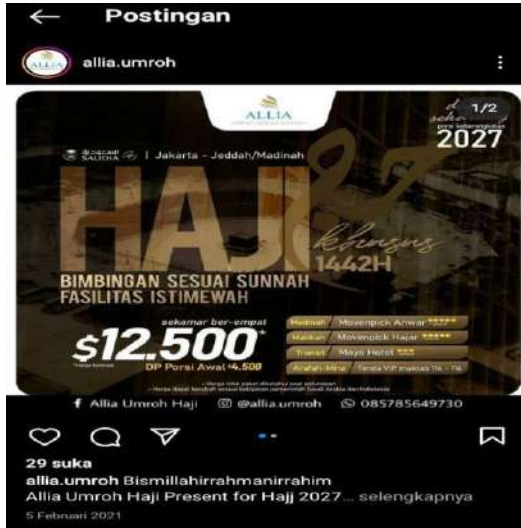 Postingan
allia.umroh
1/2
ALLIA
2027
SAUDIA | Jakarta - Jeddah/Madinah
HAJI
khusus
1442H
BIMBINGAN SESUAI SUNNAH
FASILITAS ISTIMEWAH
sekamar ber-empat
$12.500*
DP Porsi Awal $4.500
Madinah / Movenpick Anwar *****
Makkah / Movenpick Hajar *****
Transit / Mayo Hotel ***
Arafah-Mina / Tenda VIP maktab 114 - 116
Allia Umroh Haji @allia.umroh 085785649730
29 suka
allia.umroh Bismillahirrahmanirrahim
Allia Umroh Haji Present for Hajj 2027... selengkapnya
5 Februari 2021